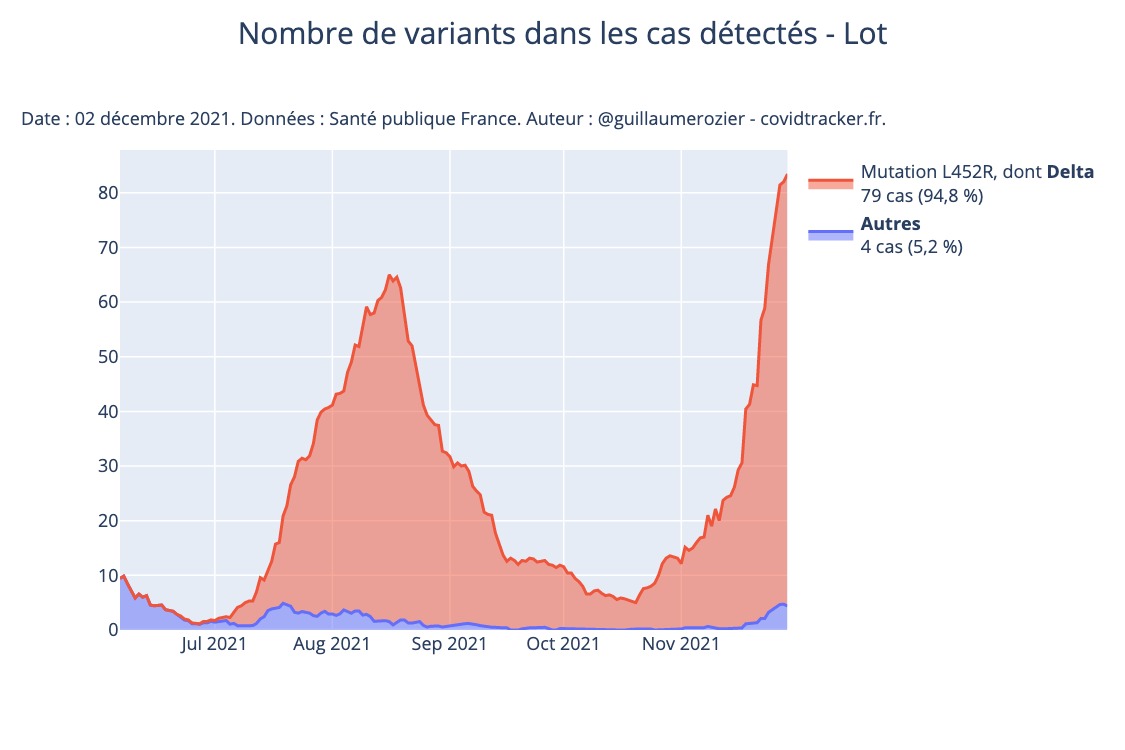 Nombre de variants dans les cas détectés - Lot
Date : 02 décembre 2021. Données : Santé publique France. Auteur : @guillaumerozier - covidtracker.fr.
Mutation L452R, dont Delta
79 cas (94,8 %)
Autres
4 cas (5,2 %)
80
70
60
50
40
30
20
10
0
Jul 2021
Aug 2021
Sep 2021
Oct 2021
Nov 2021